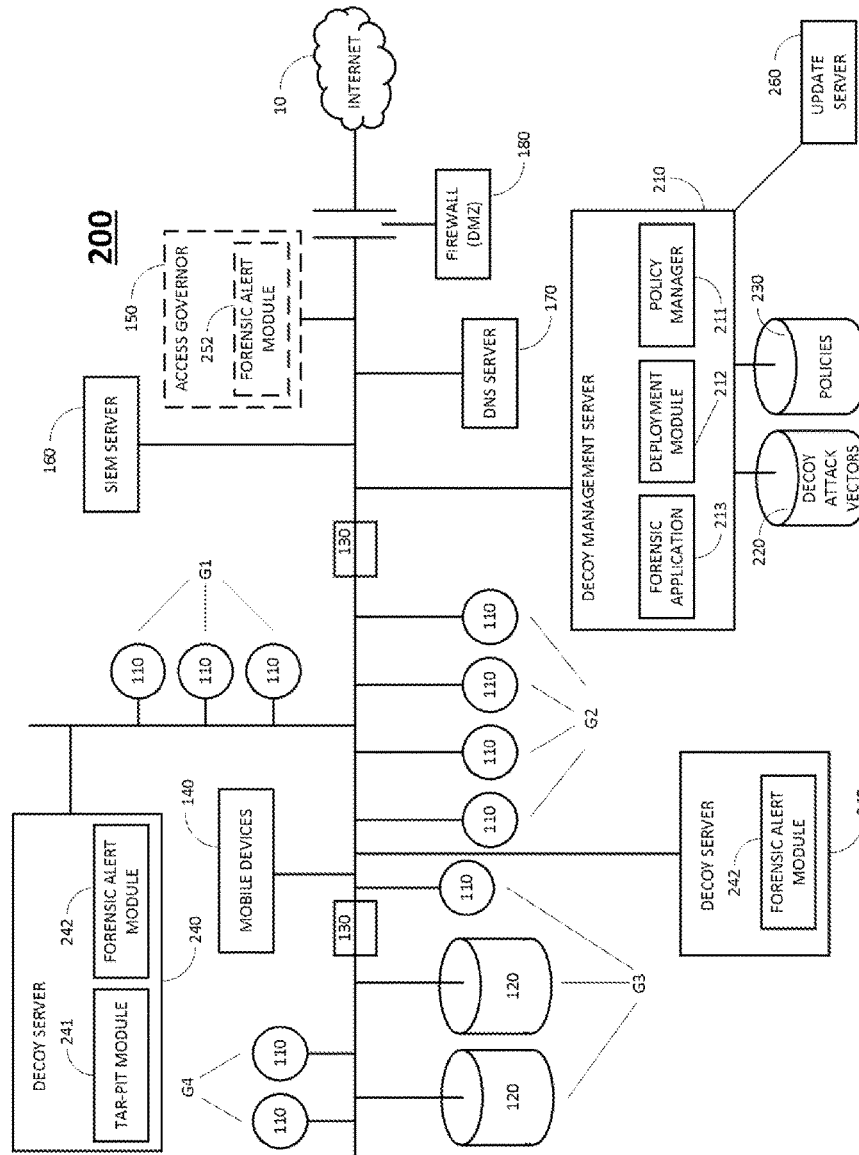 200
10
INTERNET
180
FIREWALL
(DMZ)
150
ACCESS GOVERNOR
252
FORENSIC ALERT
MODULE
160
SIEM SERVER
170
DNS SERVER
260
UPDATE
SERVER
210
DECOY MANAGEMENT SERVER
POLICY
MANAGER
211
DEPLOYMENT
MODULE
212
FORENSIC
APPLICATION
213
230
POLICIES
220
DECOY
ATTACK
VECTORS
130
G1
110
110
110
110
110
110
110
G2
DECOY SERVER
242
FORENSIC ALERT
MODULE
240
241
TAR-PIT MODULE
140
MOBILE DEVICES
130
110
120
120
G3
G4
110
110
DECOY SERVER
242
FORENSIC ALERT
MODULE